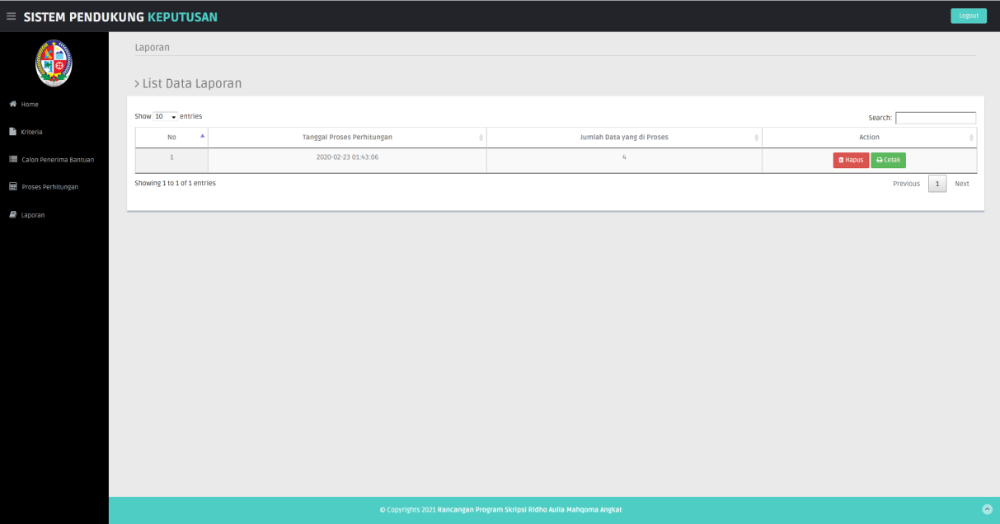 SISTEM PENDUKUNG KEPUTUSAN
Logout
Home
Kriteria
Calon Penerima Bantuan
Proses Perhitungan
Laporan
Laporan
> List Data Laporan
Show 10 entries
Search:
No Tanggal Proses Perhitungan Jumlah Data yang di Proses Action
1 2020-02-23 01:43:06 4 Hapus Cetak
Showing 1 to 1 of 1 entries
Previous 1 Next
© Copyrights 2021 Rancangan Program Skripsi Ridho Aulia Mahqoma Angkat